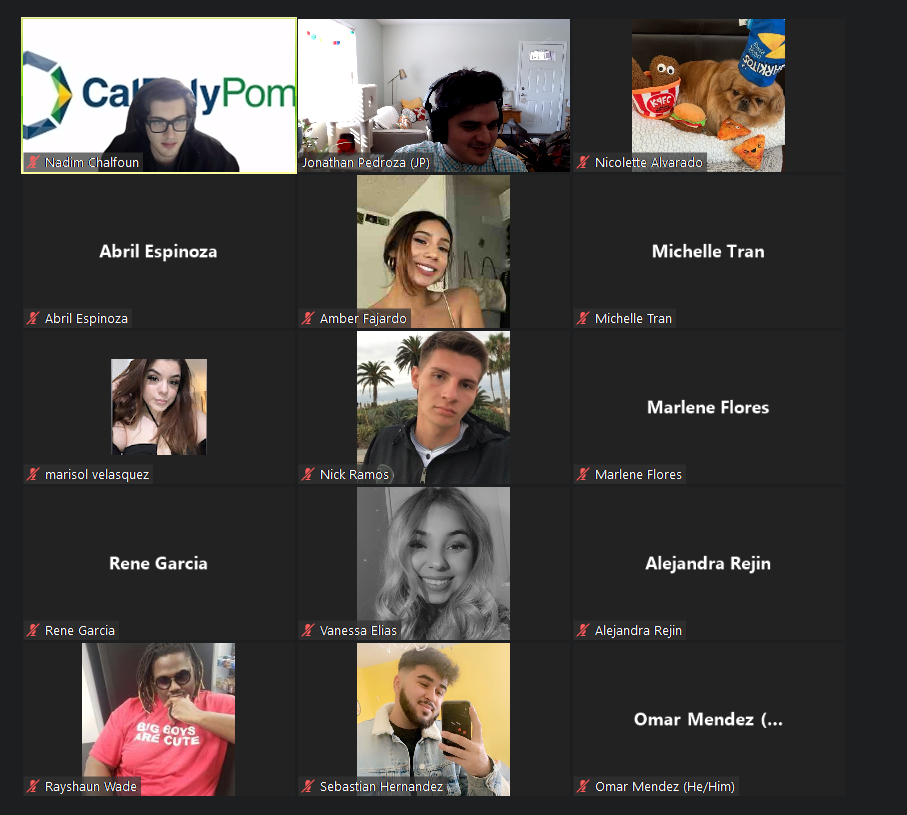 CalPolyPom
Nadim Chalfoun
Jonathan Pedroza (JP)
Nicolette Alvarado
Abril Espinoza
Abril Espinoza
Amber Fajardo
Michelle Tran
Michelle Tran
marisol velasquez
Nick Ramos
Marlene Flores
Marlene Flores
Rene Garcia
Rene Garcia
Vanessa Elias
Alejandra Rejin
Alejandra Rejin
BIG BOYS
ARE CUTE
Rayshaun Wade
Sebastian Hernandez
Omar Mendez (...
Omar Mendez (He/Him)